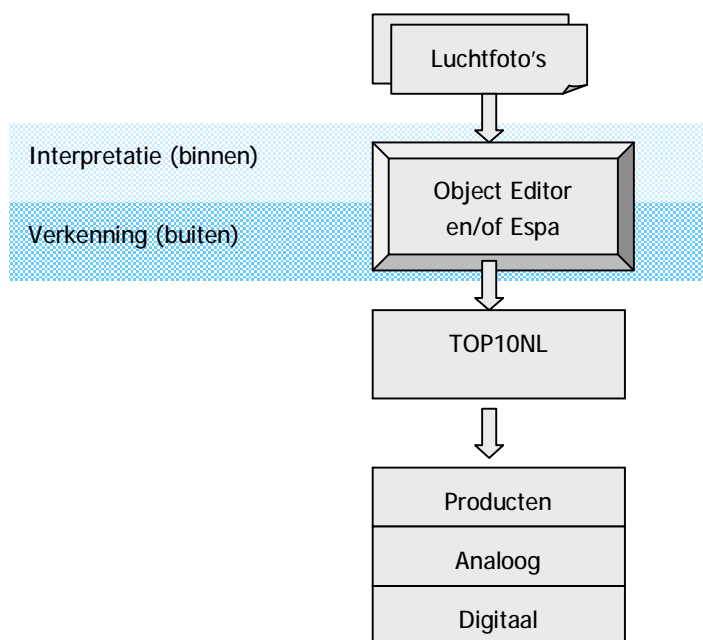 Luchtfoto's
Interpretatie (binnen)
Object Editor
en/of Espa
Verkenning (buiten)
TOP10NL
Producten
Analoog
Digitaal